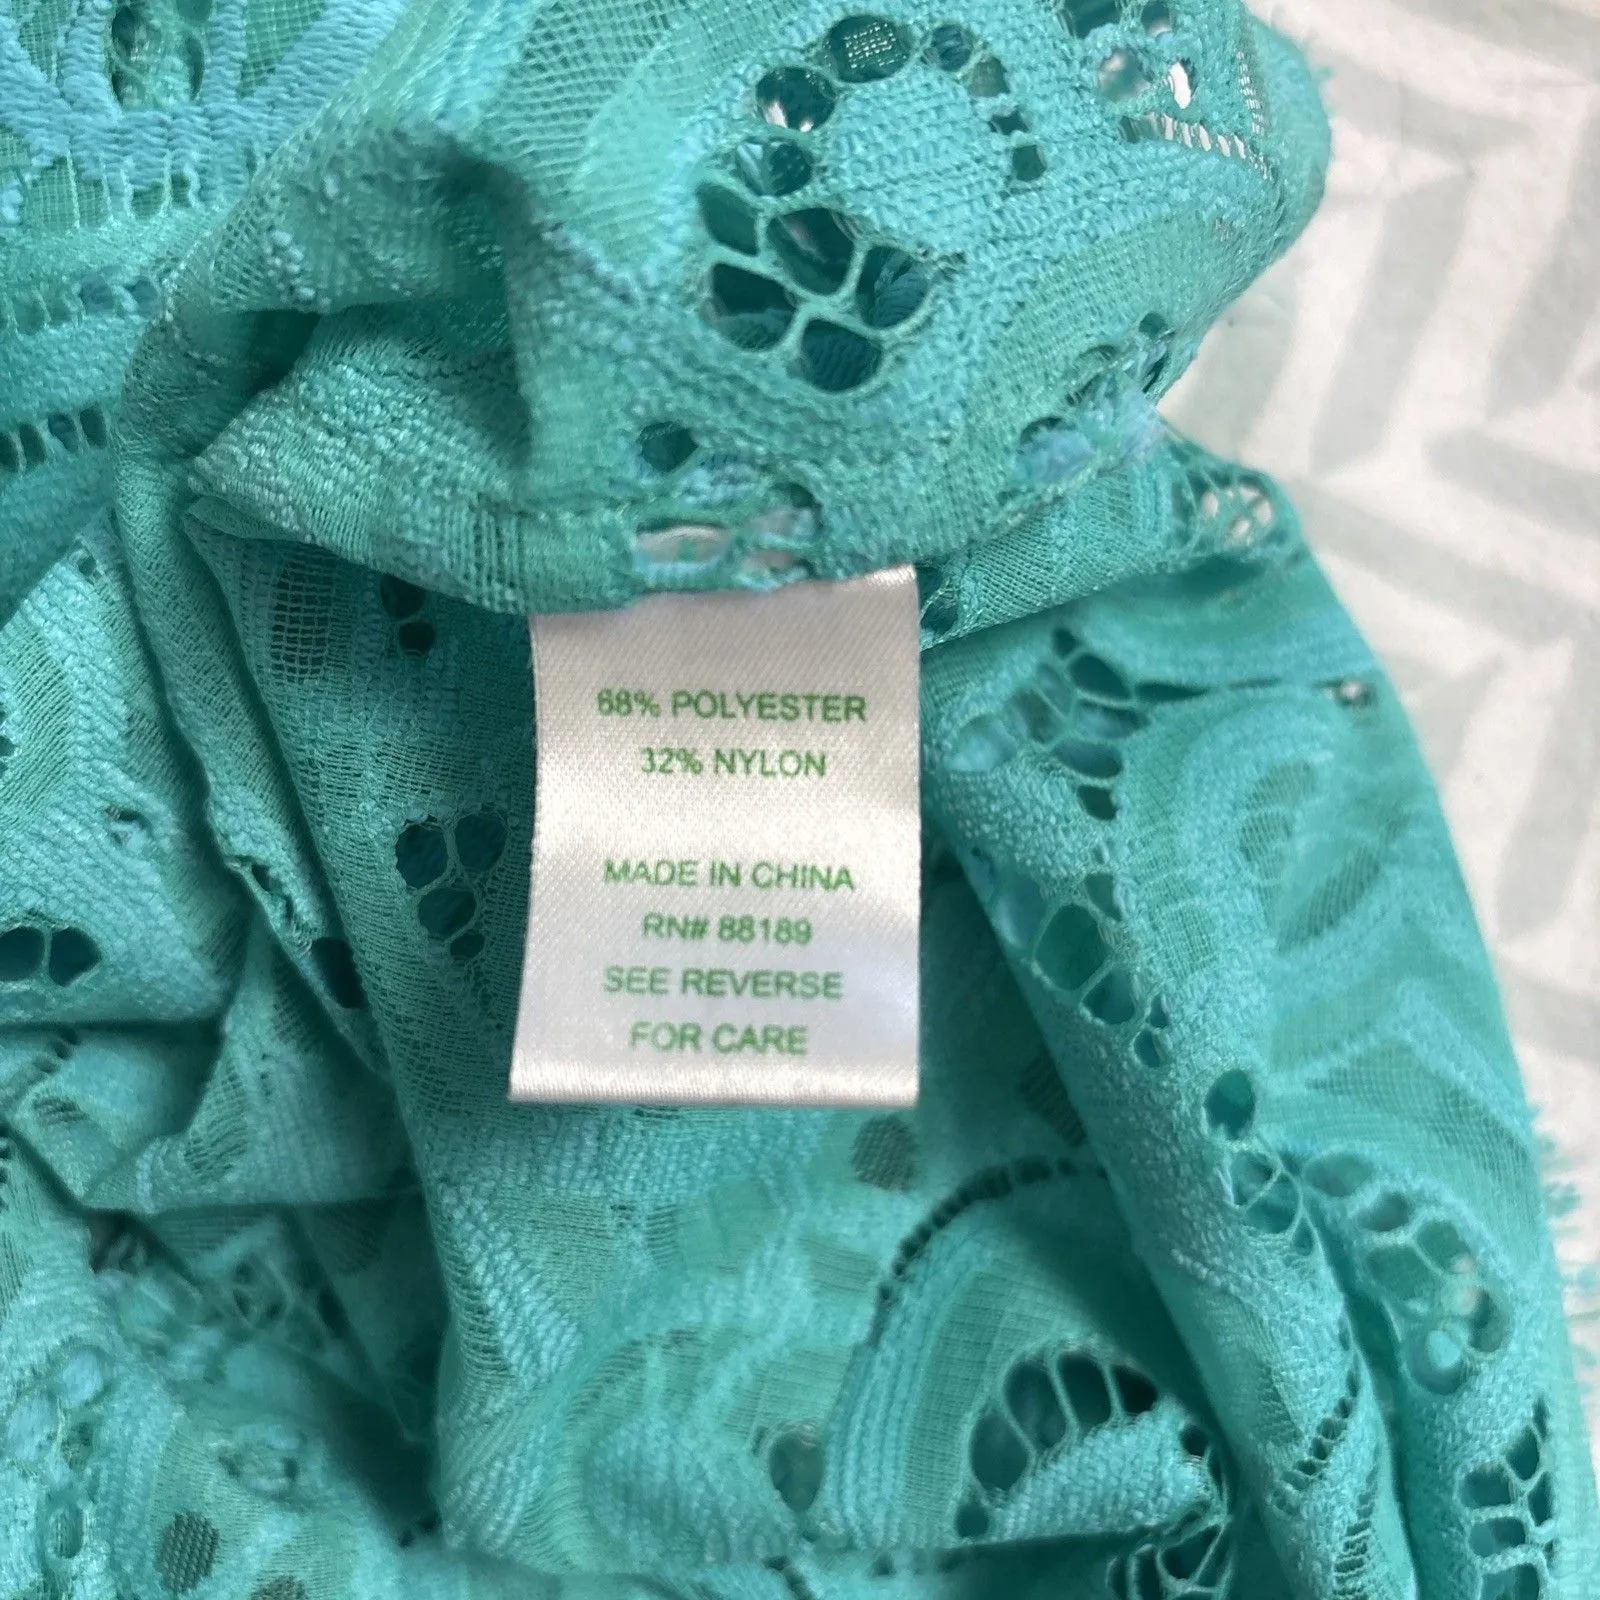 68% POLYESTER
32% NYLON
MADE IN CHINA
RN# 88189
SEE REVERSE
FOR CARE